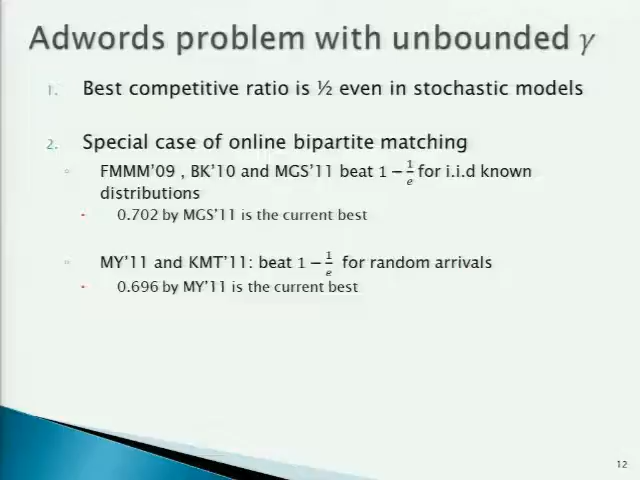 Adwords problem with unbounded γ
1. Best competitive ratio is ½ even in stochastic models
2. Special case of online bipartite matching
◦ FMMM'09 , BK'10 and MGS'11 beat 1 − 1/e for i.i.d known
distributions
• 0.702 by MGS'11 is the current best
◦ MY'11 and KMT'11: beat 1 − 1/e for random arrivals
• 0.696 by MY'11 is the current best
12